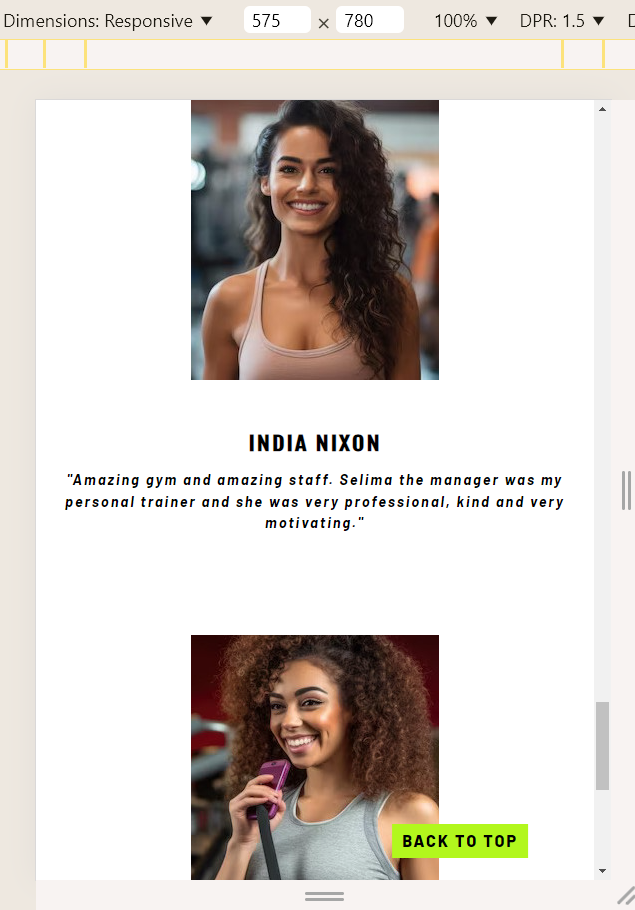 Dimensions: Responsive ▼ 575 × 780 100% ▼ DPR: 1.5 ▼
INDIA NIXON
"Amazing gym and amazing staff. Selima the manager was my
personal trainer and she was very professional, kind and very
motivating."
BACK TO TOP